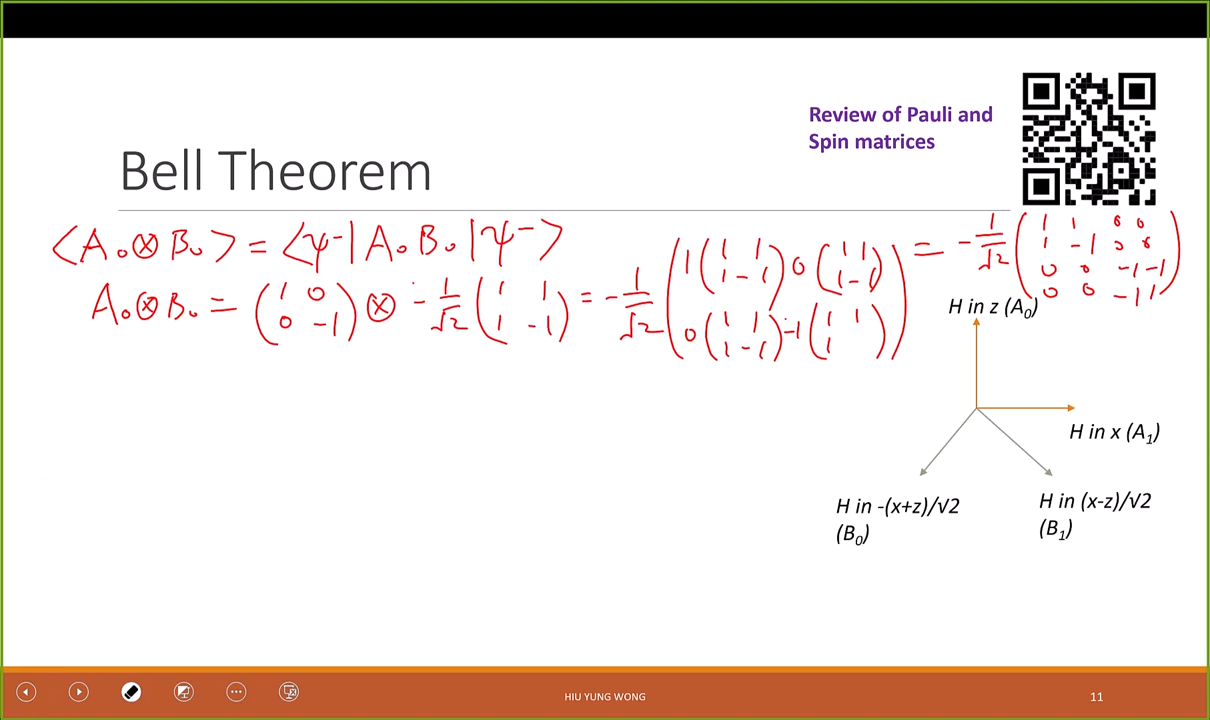 Review of Pauli and
Spin matrices
Bell Theorem
⟨A₀⊗B₀⟩ = ⟨ψ⁻|A₀B₀|ψ⁻⟩
A₀⊗B₀ = (1 0; 0 -1) ⊗ -1/√2 (1 1; 1 -1) = -1/√2 (1(1 1; 1 -1) 0(1 1; 1 -1); 0(1 1; 1 -1) -1(1 1; 1)) = -1/√2 (1 1 0 0; 1 -1 0 0; 0 0 -1 -1; 0 0 -1 1)
H in z (A₀)
H in x (A₁)
H in -(x+z)/√2
(B₀)
H in (x-z)/√2
(B₁)
HIU YUNG WONG
11